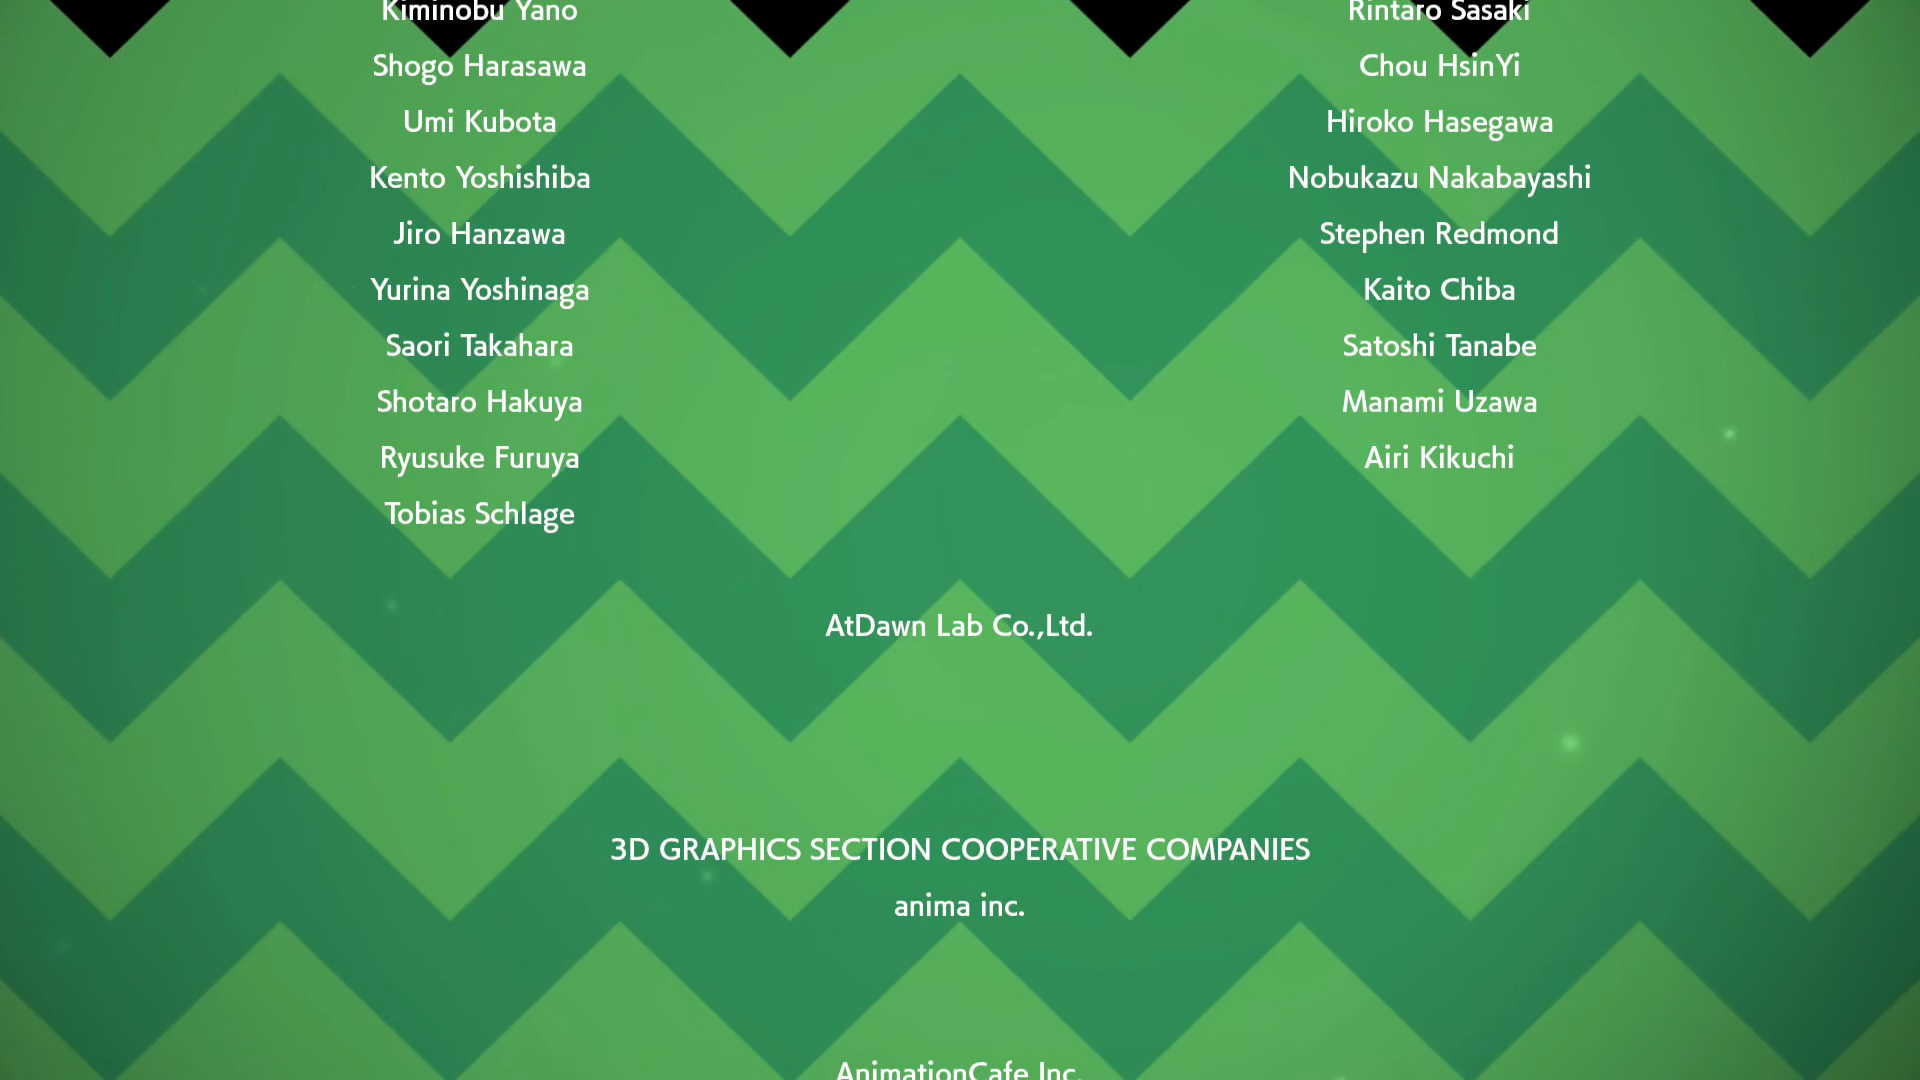 Kiminobu Yano
Rintaro Sasaki
Shogo Harasawa
Chou HsinYi
Umi Kubota
Hiroko Hasegawa
Kento Yoshishiba
Nobukazu Nakabayashi
Jiro Hanzawa
Stephen Redmond
Yurina Yoshinaga
Kaito Chiba
Saori Takahara
Satoshi Tanabe
Shotaro Hakuya
Manami Uzawa
Ryusuke Furuya
Airi Kikuchi
Tobias Schlage
AtDawn Lab Co.,Ltd.
3D GRAPHICS SECTION COOPERATIVE COMPANIES
anima inc.
AnimationCafe Inc.